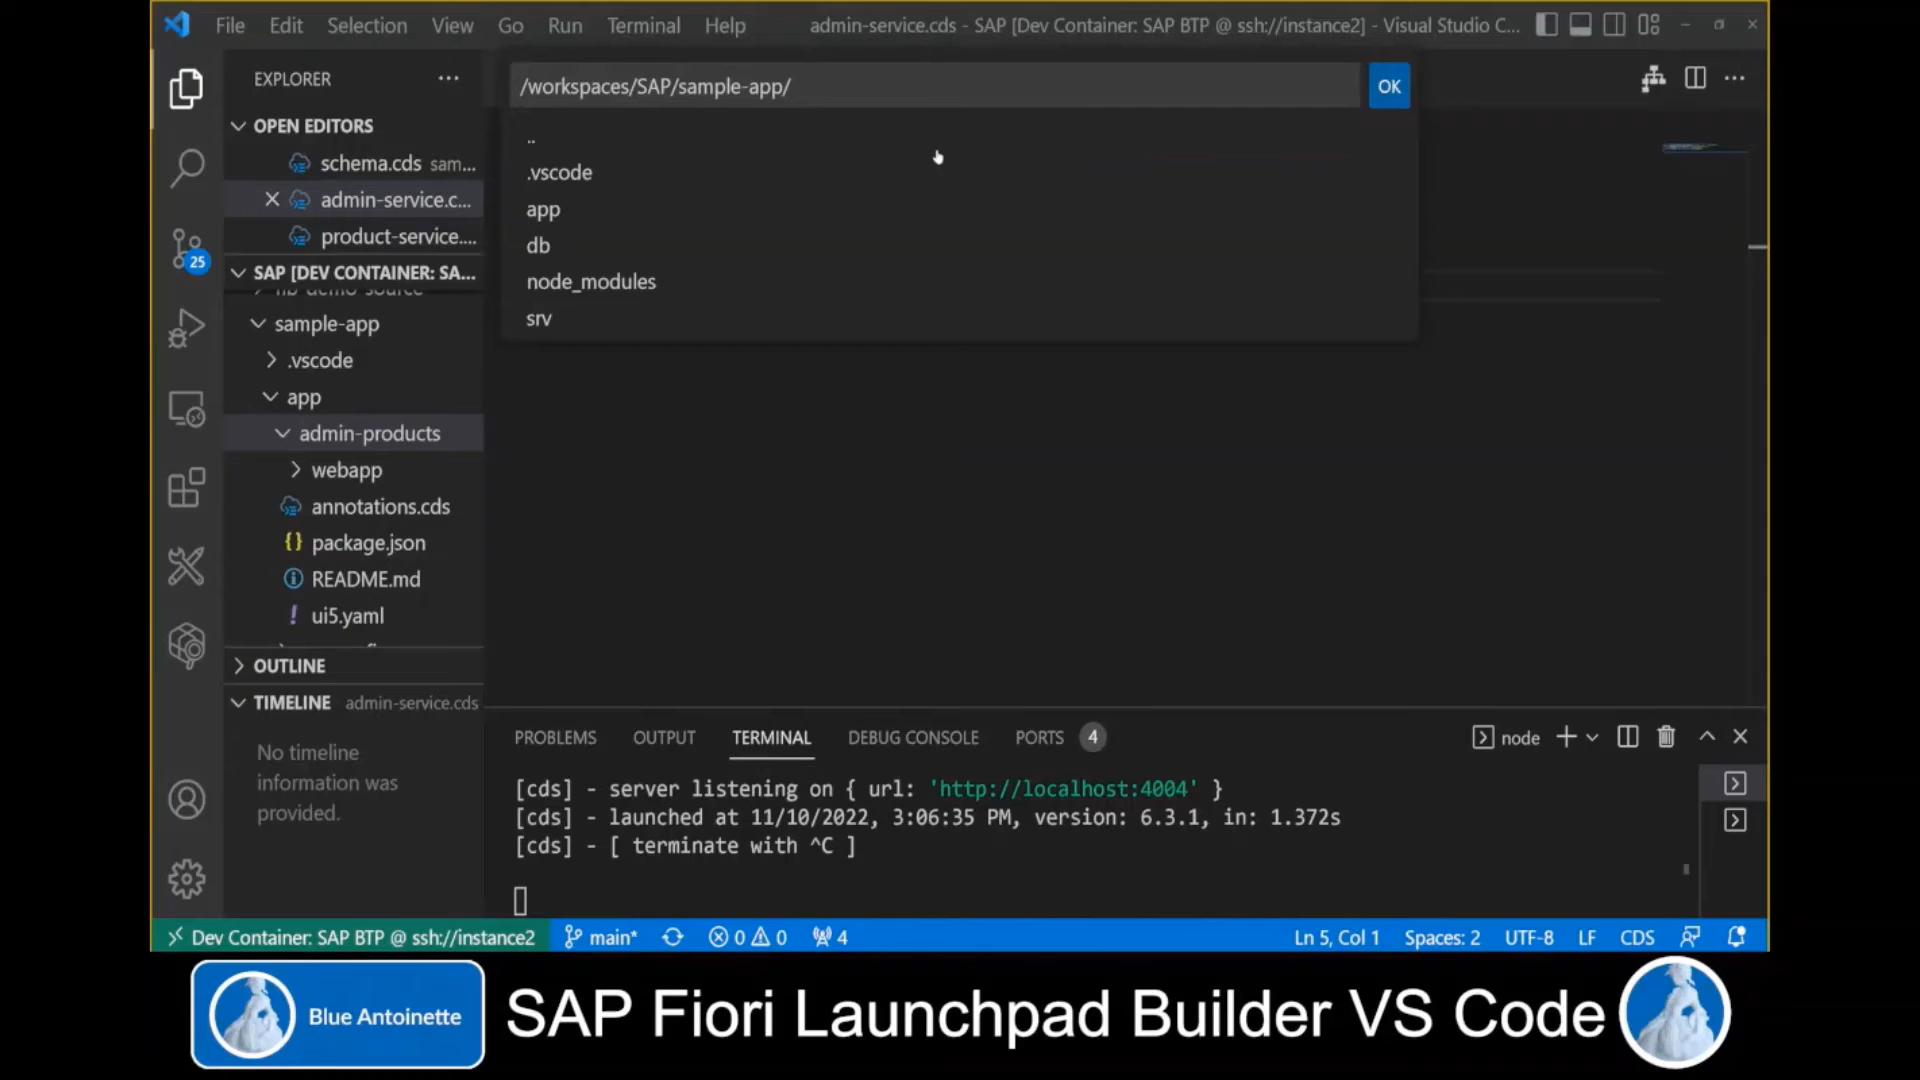 File Edit Selection View Go Run Terminal Help
admin-service.cds - SAP [Dev Container: SAP BTP @ ssh://instance2] - Visual Studio C...
EXPLORER
OPEN EDITORS
schema.cds sam...
admin-service.c...
product-service....
SAP [DEV CONTAINER: SA...
sample-app
.vscode
app
admin-products
webapp
annotations.cds
{} package.json
README.md
! ui5.yaml
OUTLINE
TIMELINE admin-service.cds
No timeline
information was
provided.
25
/workspaces/SAP/sample-app/
OK
..
.vscode
app
db
node_modules
srv
PROBLEMS OUTPUT TERMINAL DEBUG CONSOLE PORTS 4
node
[cds] - server listening on { url: 'http://localhost:4004' }
[cds] - launched at 11/10/2022, 3:06:35 PM, version: 6.3.1, in: 1.372s
[cds] - [ terminate with ^C ]
Dev Container: SAP BTP @ ssh://instance2 main* 0 0 4
Ln 5, Col 1 Spaces: 2 UTF-8 LF CDS
Blue Antoinette
SAP Fiori Launchpad Builder VS Code